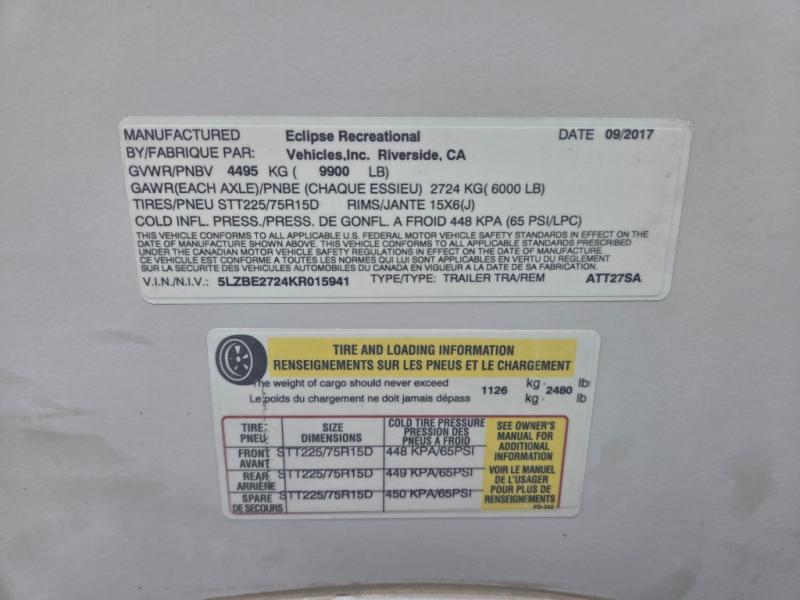 MANUFACTURED Eclipse Recreational DATE 09/2017
BY/FABRIQUE PAR: Vehicles,Inc. Riverside, CA
GVWR/PNBV 4495 KG ( 9900 LB)
GAWR(EACH AXLE)/PNBE (CHAQUE ESSIEU) 2724 KG( 6000 LB)
TIRES/PNEU STT225/75R15D RIMS/JANTE 15X6(J)
COLD INFL. PRESS./PRESS. DE GONFL. A FROID 448 KPA (65 PSI/LPC)
THIS VEHICLE CONFORMS TO ALL APPLICABLE U.S. FEDERAL MOTOR VEHICLE SAFETY STANDARDS IN EFFECT ON THE
DATE OF MANUFACTURE SHOWN ABOVE. THIS VEHICLE CONFORMS TO ALL APPLICABLE STANDARDS PRESCRIBED
UNDER THE CANADIAN MOTOR VEHICLE SAFETY REGULATIONS IN EFFECT ON THE DATE OF MANUFACTURE.
CE VEHICULE EST CONFORME A TOUTES LES NORMES QUI LUI SONT APPLICABLES EN VERTU DU REGLEMENT
SUR LA SECURITE DES VEHICULES AUTOMOBILES DU CANADA EN VIGUEUR A LA DATE DE SA FABRICATION.
V.I.N./N.I.V.: 5LZBE2724KR015941 TYPE/TYPE: TRAILER TRA/REM ATT27SA
TIRE AND LOADING INFORMATION
RENSEIGNEMENTS SUR LES PNEUS ET LE CHARGEMENT
The weight of cargo should never exceed 1126 kg 2480 lb
Le poids du chargement ne doit jamais dépass kg lb
TIRE SIZE COLD TIRE PRESSURE
PNEU DIMENSIONS PRESSION DES
PNEUS A FROID
FRONT STT225/75R15D 448 KPA/65PSI
AVANT
REAR STT225/75R15D 449 KPA/65PSI
ARRIÈRE
SPARE STT225/75R15D 450 KPA/65PSI
DE SECOURS
SEE OWNER'S
MANUAL FOR
ADDITIONAL
INFORMATION
VOIR LE MANUEL
DE L'USAGER
POUR PLUS DE
RENSEIGNEMENTS